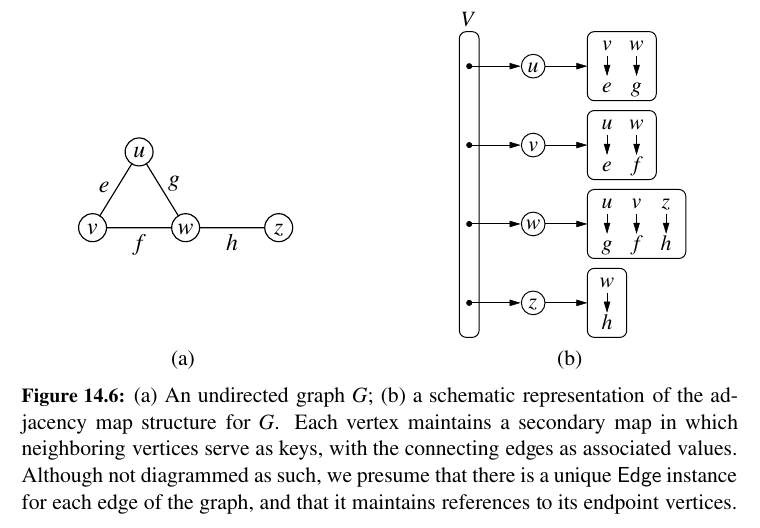 V
u
v w
e g
v
u w
e f
w
u v z
g f h
z
w
h
u
e g
v w z
f h
(a) (b)
Figure 14.6: (a) An undirected graph G; (b) a schematic representation of the ad-
jacency map structure for G. Each vertex maintains a secondary map in which
neighboring vertices serve as keys, with the connecting edges as associated values.
Although not diagrammed as such, we presume that there is a unique Edge instance
for each edge of the graph, and that it maintains references to its endpoint vertices.